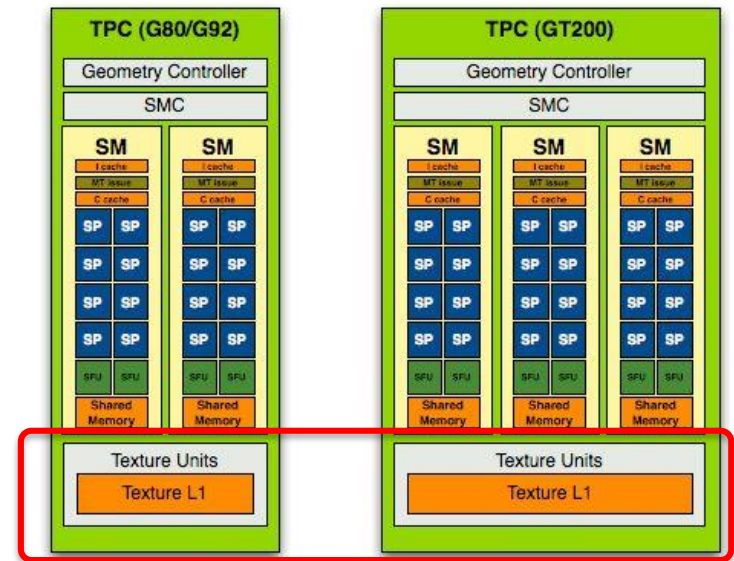 TPC (G80/G92)
Geometry Controller
SMC
SM SM
I cache I cache
MT issue MT issue
C cache C cache
SP SP SP SP
SP SP SP SP
SP SP SP SP
SP SP SP SP
SFU SFU SFU SFU
Shared Shared
Memory Memory
Texture Units
Texture L1
TPC (GT200)
Geometry Controller
SMC
SM SM SM
I cache I cache I cache
MT issue MT issue MT issue
C cache C cache C cache
SP SP SP SP SP SP
SP SP SP SP SP SP
SP SP SP SP SP SP
SP SP SP SP SP SP
SFU SFU SFU SFU SFU SFU
Shared Shared Shared
Memory Memory Memory
Texture Units
Texture L1